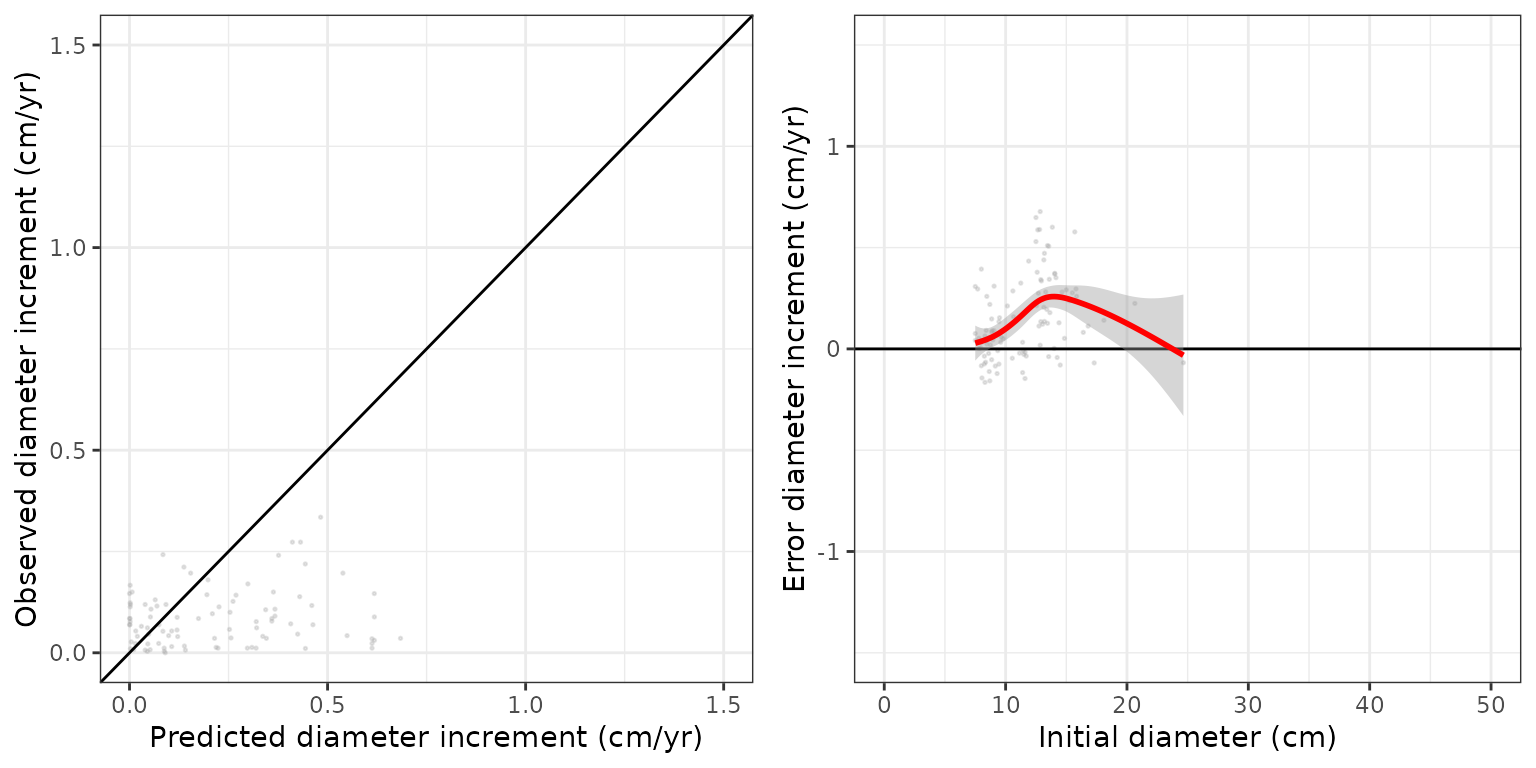 Observed diameter increment (cm/yr)
1.5
1.0
0.5
0.0
0.0 0.5 1.0 1.5
Predicted diameter increment (cm/yr)
Error diameter increment (cm/yr)
1
0
-1
0 10 20 30 40 50
Initial diameter (cm)